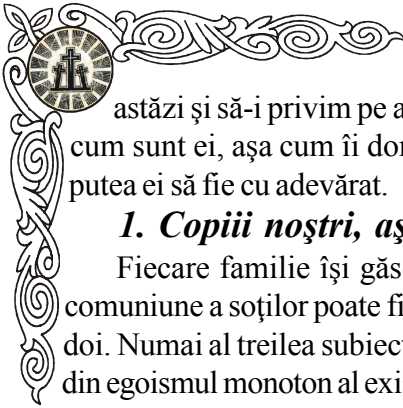 astăzi şi să-i privim pe a
cum sunt ei, aşa cum îi dor
putea ei să fie cu adevărat.
1. Copiii noştri, aş
Fiecare familie îşi găs
comuniune a soţilor poate fi
doi. Numai al treilea subiect
din egoismul monoton al exi